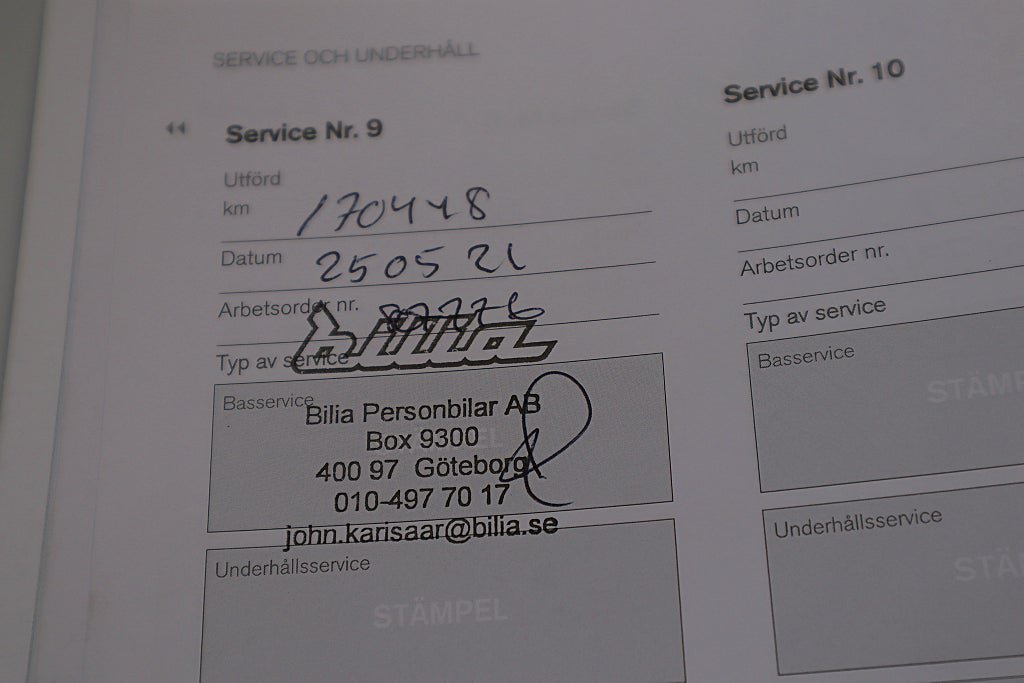 SERVICE OCH UNDERHÅLL
Service Nr. 9
Utförd
km 170448
Datum 250521
Arbetsorder nr.
bilia
Typ av service
Basservice
Bilia Personbilar AB
Box 9300
400 97 Göteborg
010-497 70 17
john.karisaar@bilia.se
Underhållsservice
STÄMPEL
Service Nr. 10
Utförd
km
Datum
Arbetsorder nr.
Typ av service
Basservice
STÄMP
Underhållsservice
STÄ